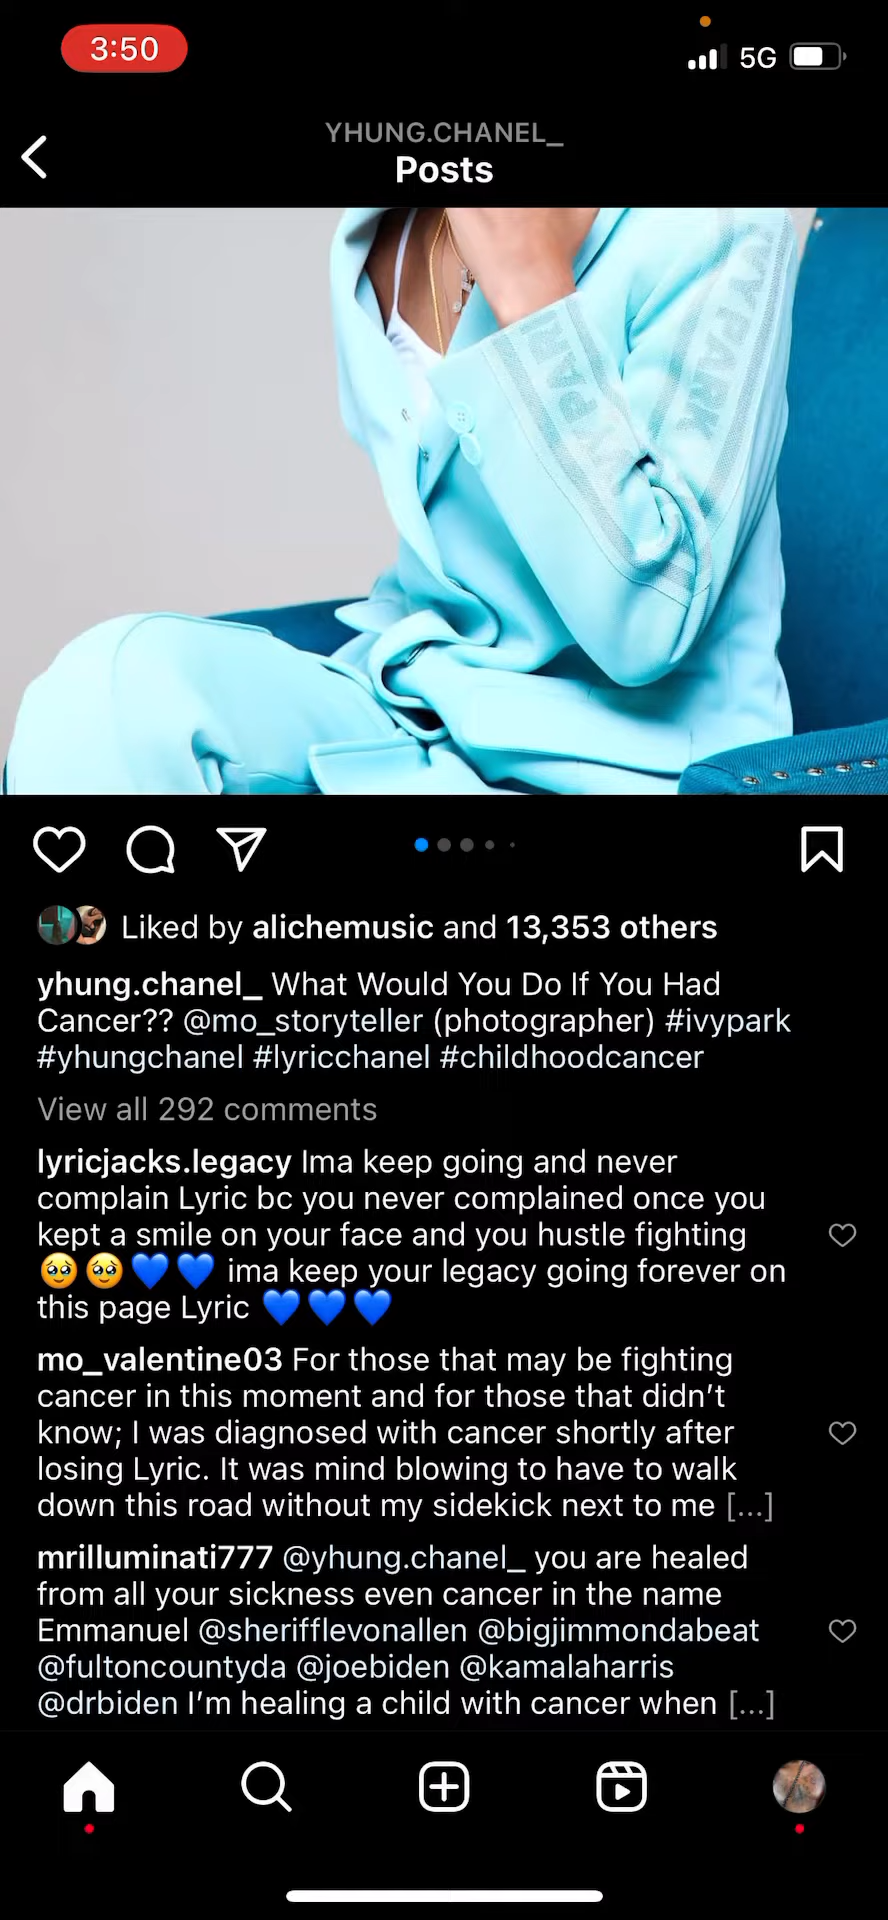 3:50
5G
YHUNG.CHANEL_
Posts
IVY PARK
Liked by alichemusic and 13,353 others
yhung.chanel_ What Would You Do If You Had
Cancer?? @mo_storyteller (photographer) #ivypark
#yhungchanel #lyricchanel #childhoodcancer
View all 292 comments
lyricjacks.legacy Ima keep going and never
complain Lyric bc you never complained once you
kept a smile on your face and you hustle fighting
🥹🥹💙💙 ima keep your legacy going forever on
this page Lyric 💙💙💙
mo_valentine03 For those that may be fighting
cancer in this moment and for those that didn’t
know; I was diagnosed with cancer shortly after
losing Lyric. It was mind blowing to have to walk
down this road without my sidekick next to me [...]
mrilluminati777 @yhung.chanel_ you are healed
from all your sickness even cancer in the name
Emmanuel @sherifflevonallen @bigjimmondabeat
@fultoncountyda @joebiden @kamalaharris
@drbiden I’m healing a child with cancer when [...]